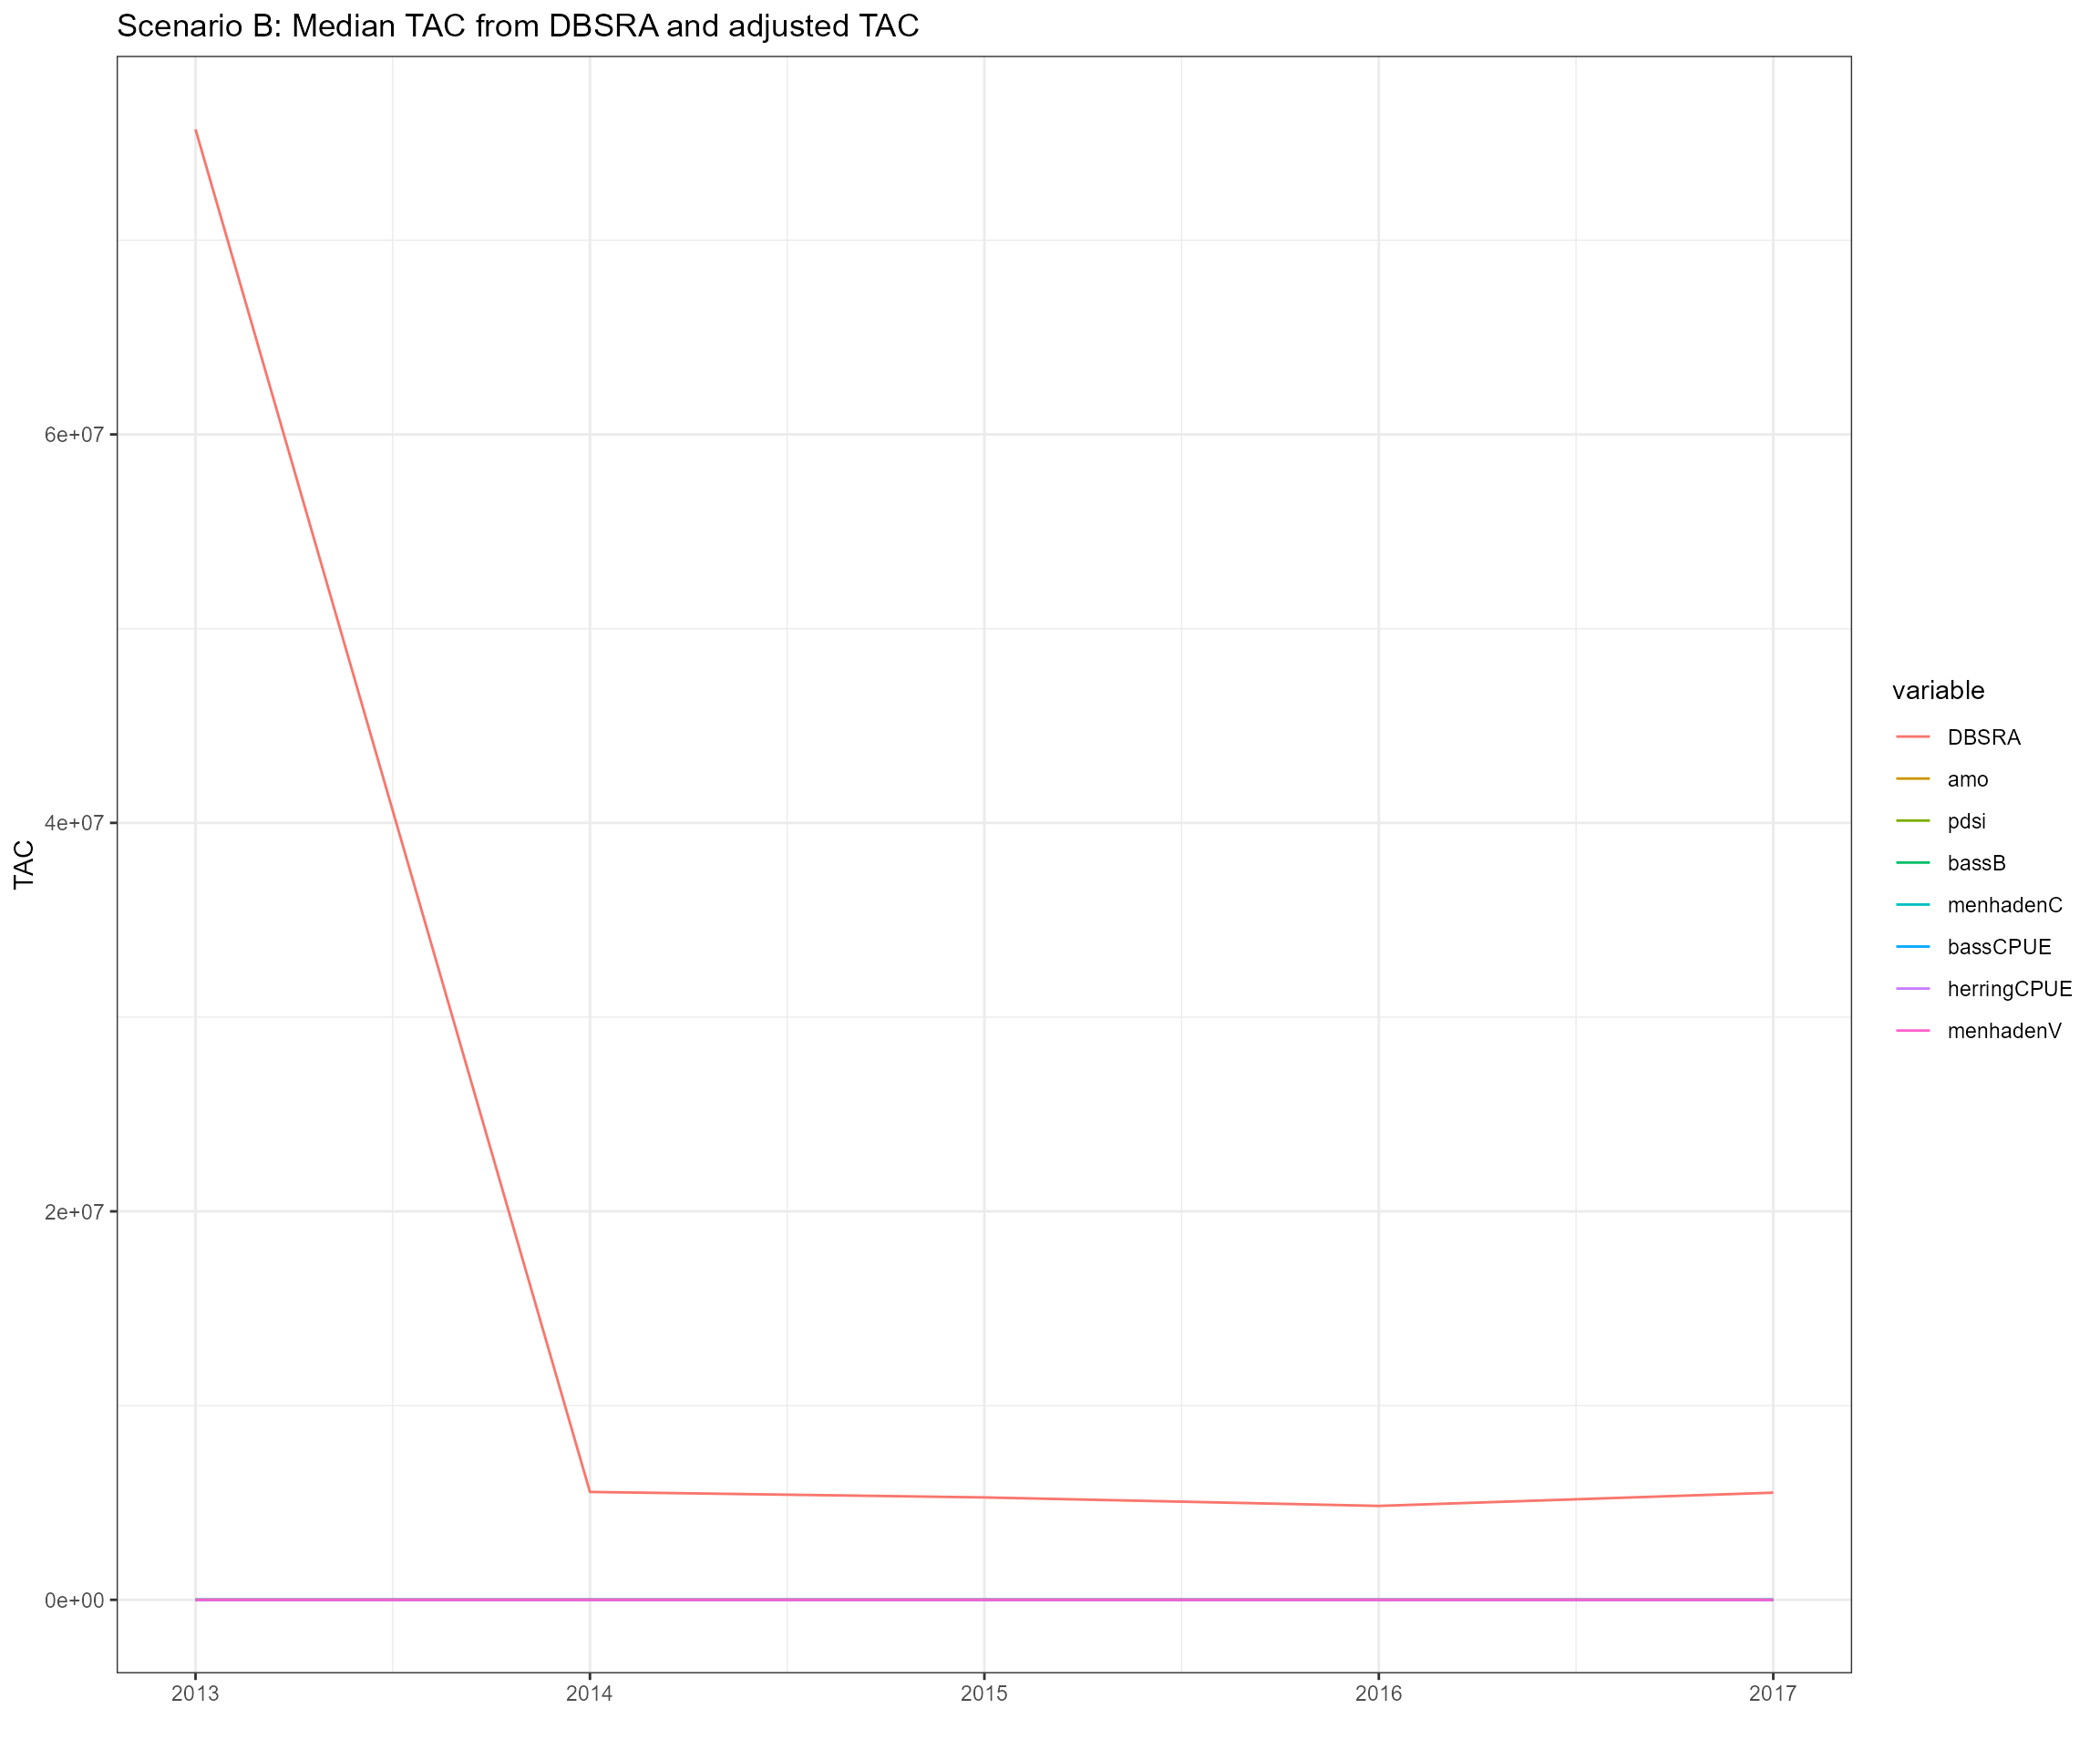 Scenario B: Median TAC from DBSRA and adjusted TAC
TAC
6e+07
4e+07
2e+07
0e+00
2013 2014 2015 2016 2017
variable
DBSRA
amo
pdsi
bassB
menhadenC
bassCPUE
herringCPUE
menhadenV